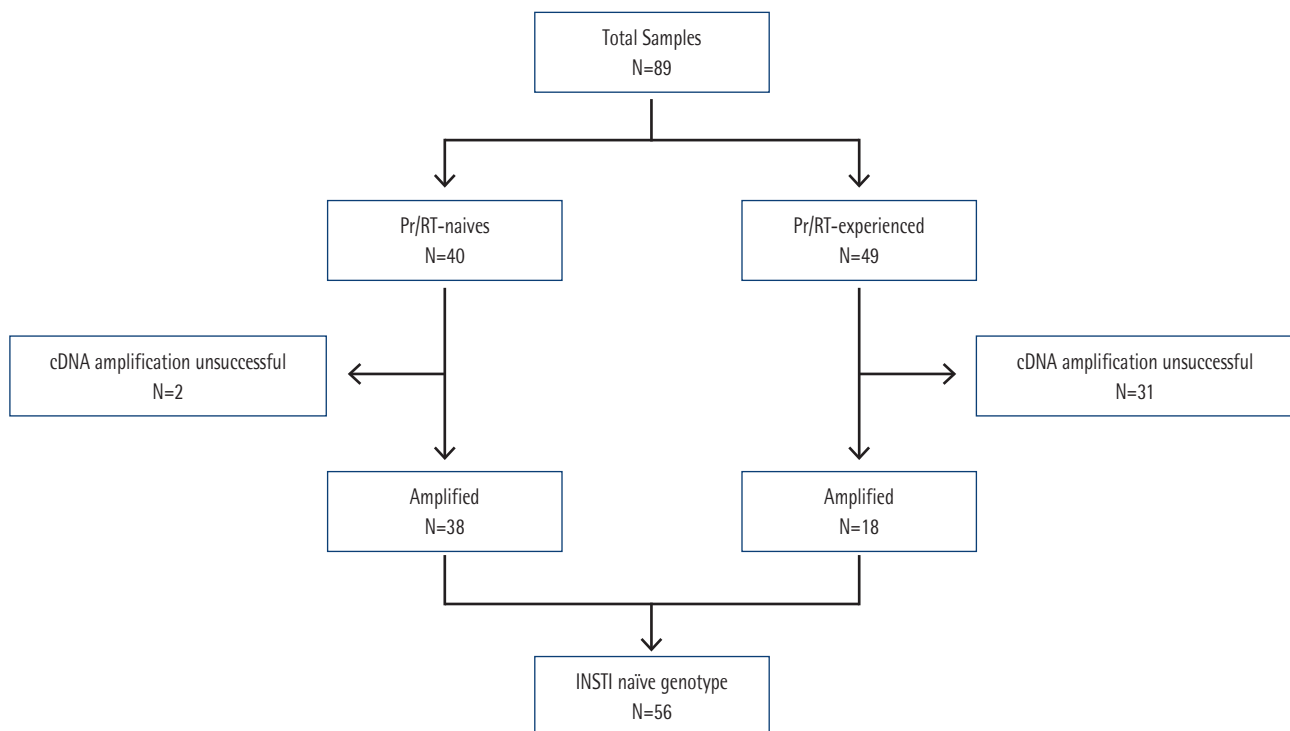 Total Samples
N=89
Pr/RT-naives
N=40
Pr/RT-experienced
N=49
cDNA amplification unsuccessful
N=2
cDNA amplification unsuccessful
N=31
Amplified
N=38
Amplified
N=18
INSTI naïve genotype
N=56